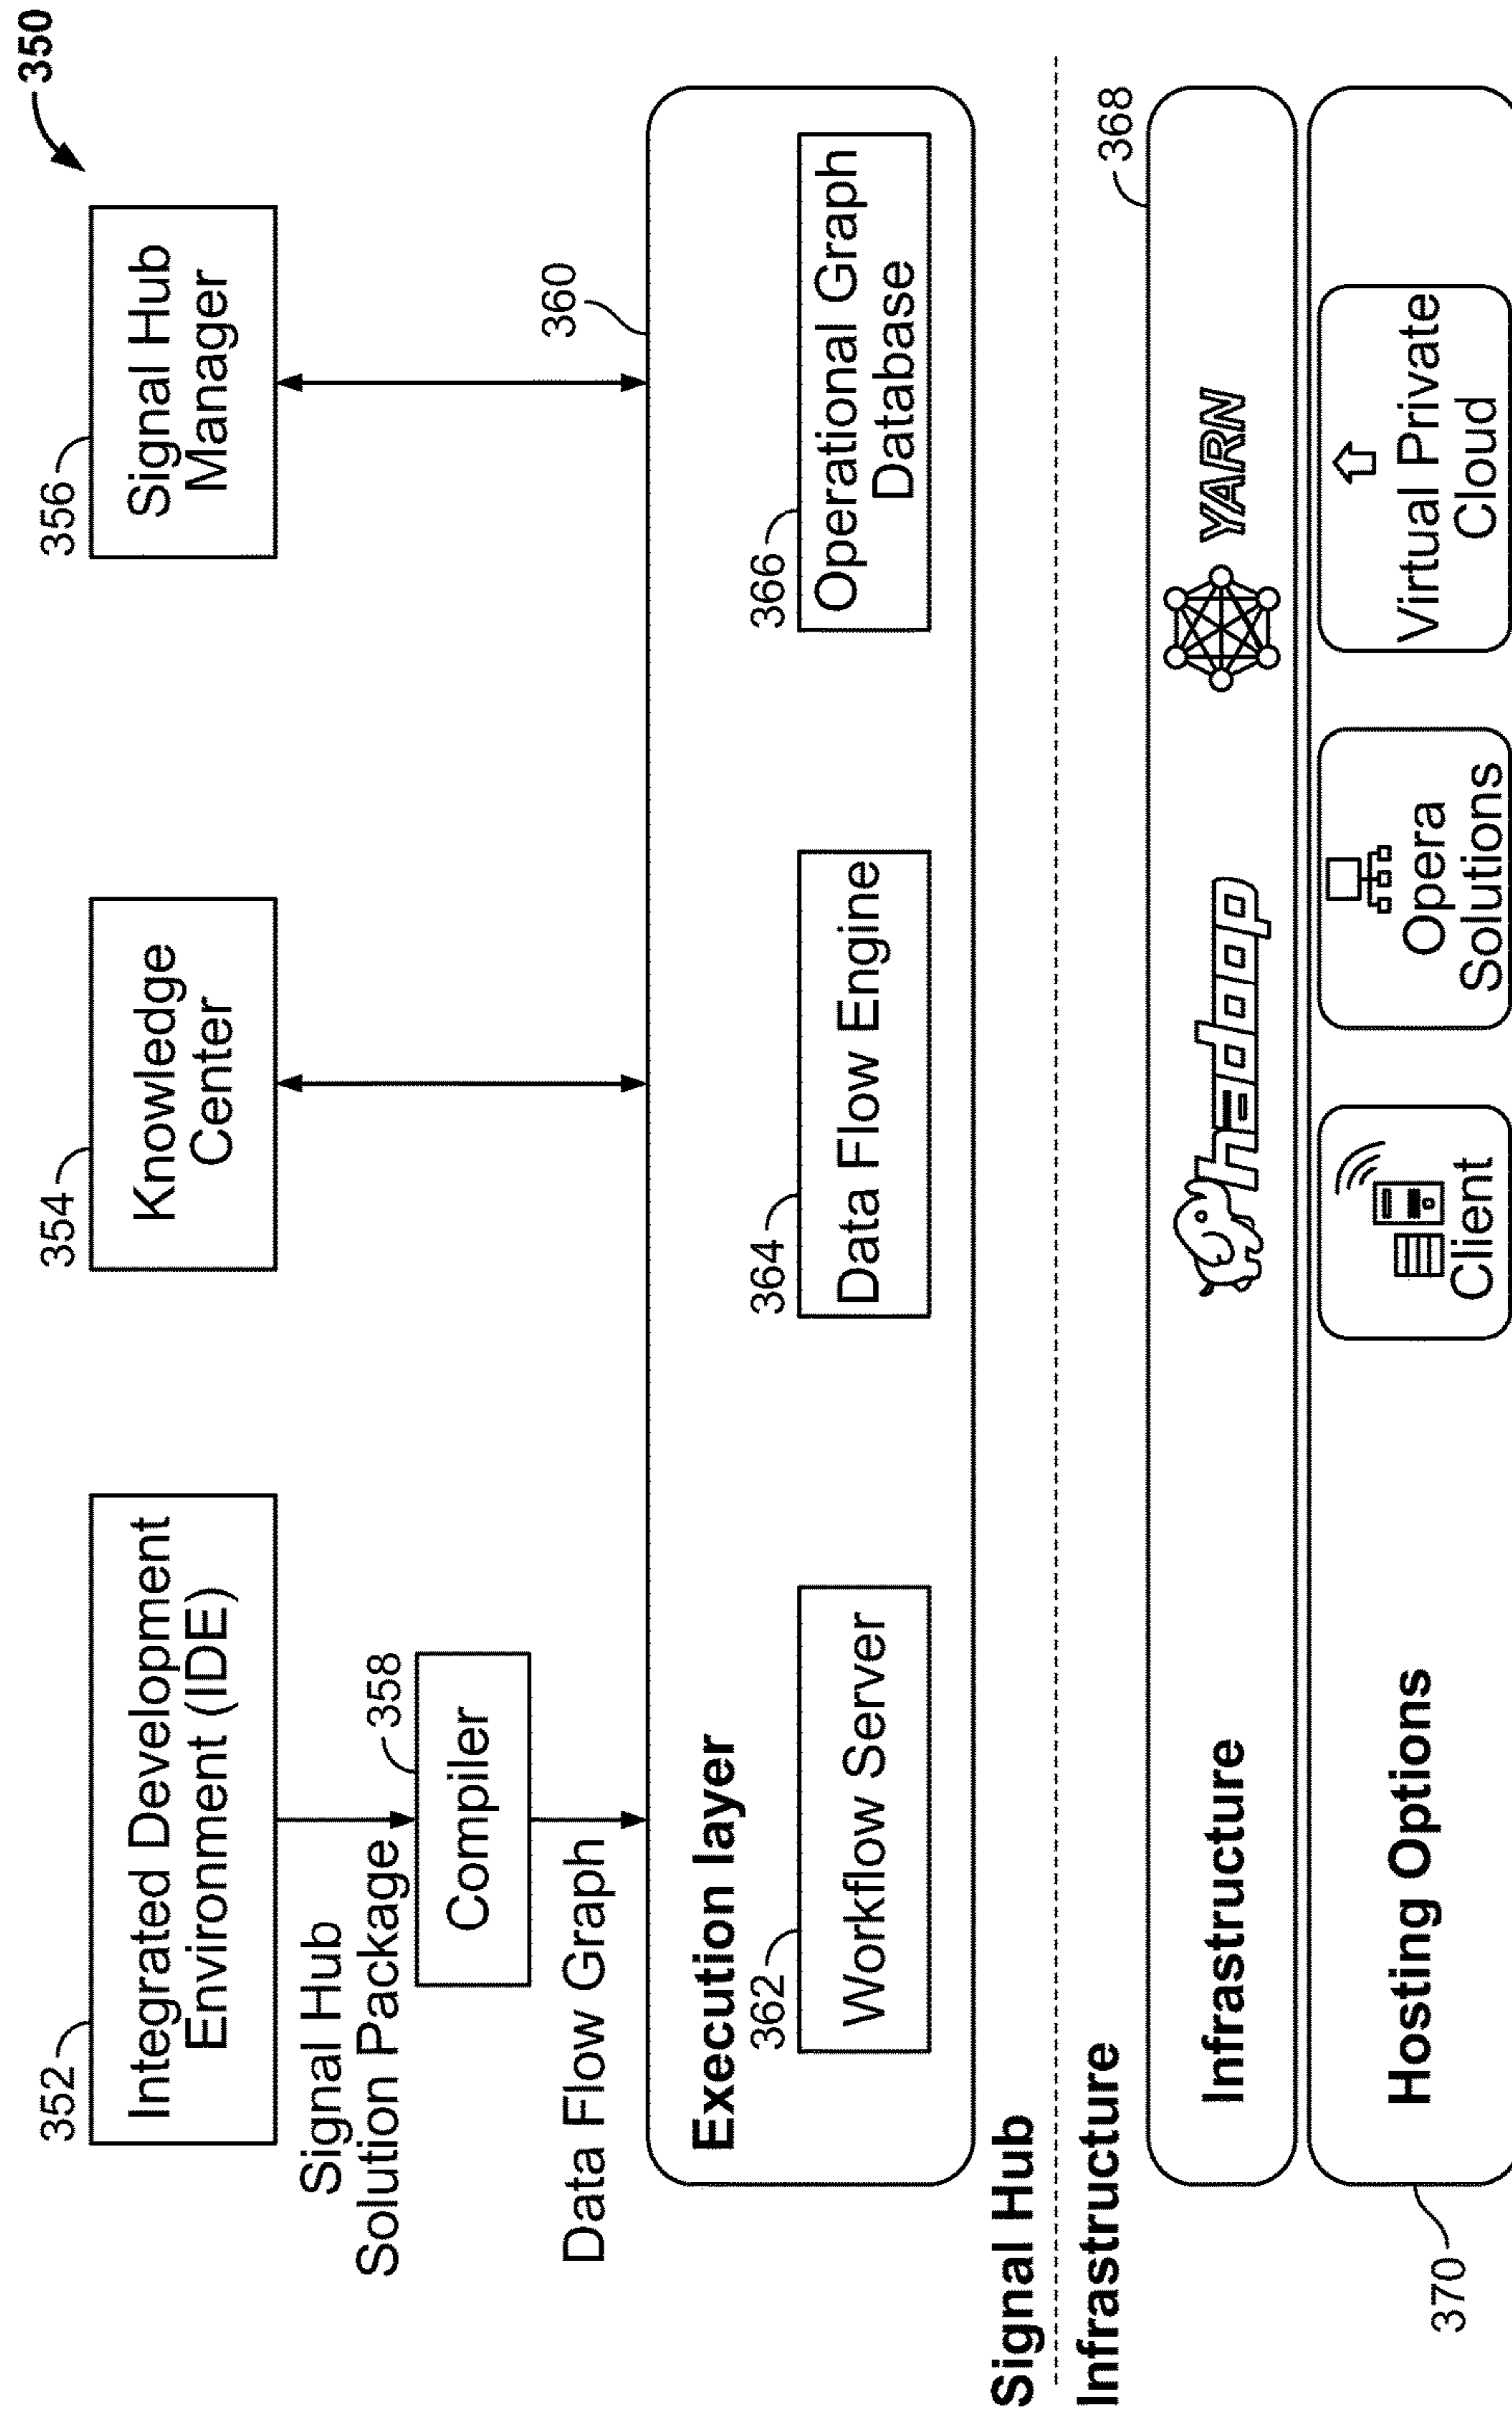 350
352
Integrated Development
Environment (IDE)
354
Knowledge
Center
356
Signal Hub
Manager
Signal Hub
Solution Package
358
Compiler
Data Flow Graph
360
Execution layer
362
Workflow Server
364
Data Flow Engine
366
Operational Graph
Database
Signal Hub
Infrastructure
368
Infrastructure
hadoop
YARN
370
Hosting Options
Client
Opera
Solutions
Virtual Private
Cloud